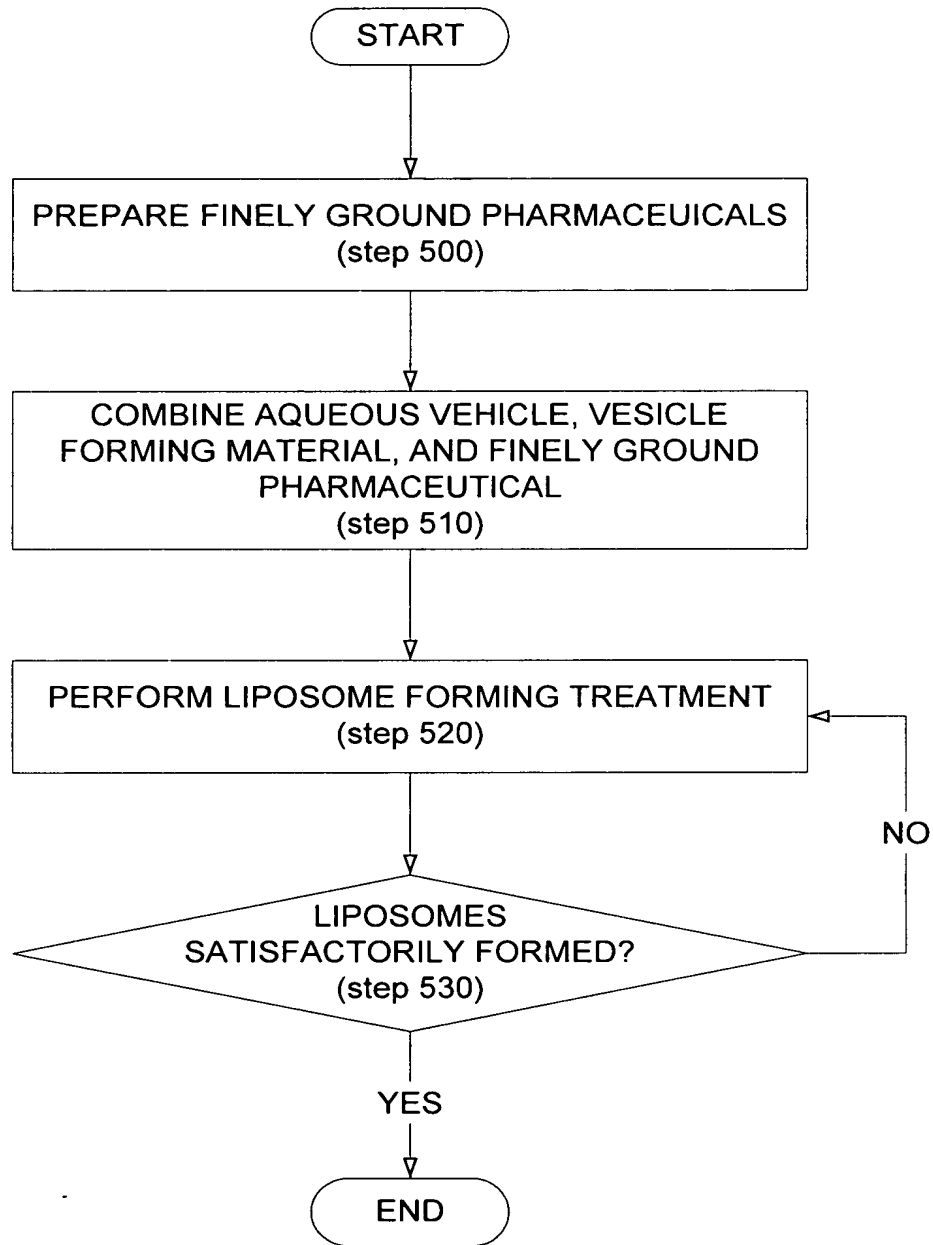 START
PREPARE FINELY GROUND PHARMACEUICALS
(step 500)
COMBINE AQUEOUS VEHICLE, VESICLE
FORMING MATERIAL, AND FINELY GROUND
PHARMACEUTICAL
(step 510)
PERFORM LIPOSOME FORMING TREATMENT
(step 520)
NO
LIPOSOMES
SATISFACTORILY FORMED?
(step 530)
YES
END